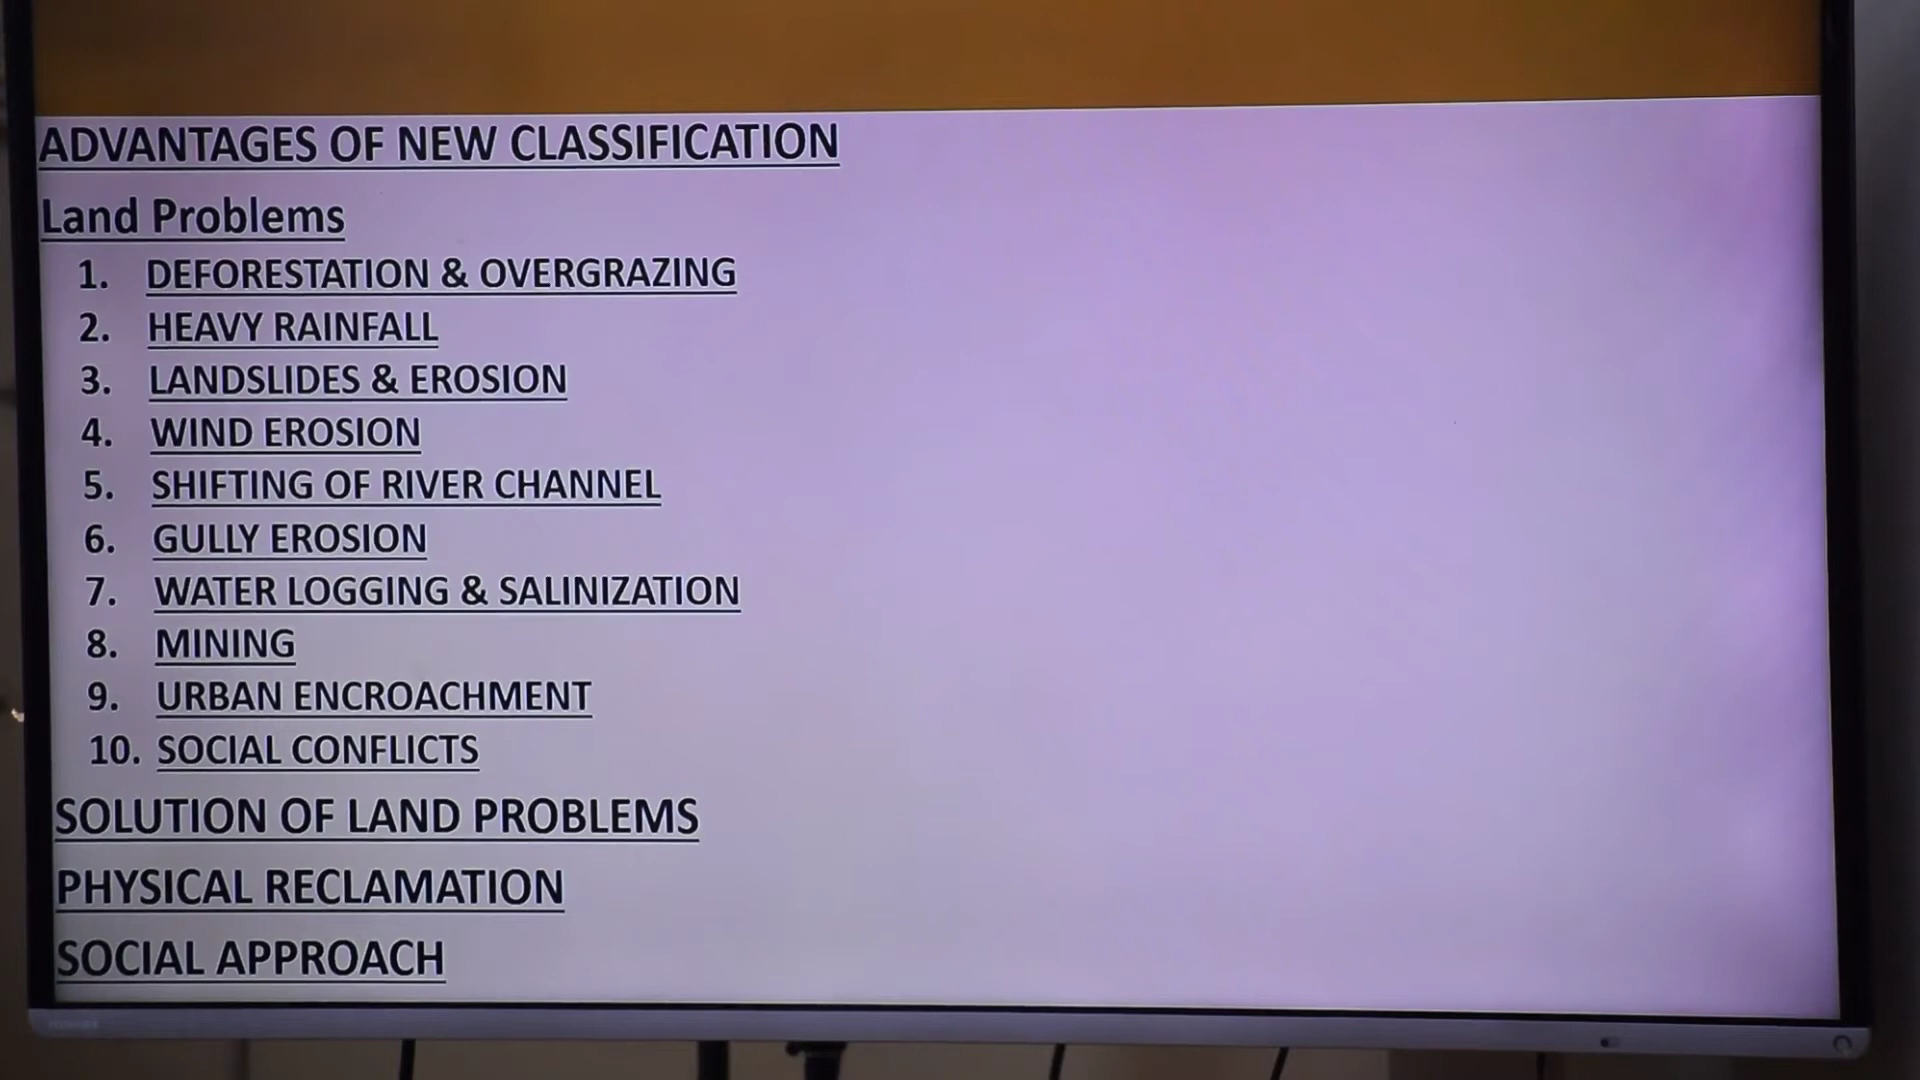 ADVANTAGES OF NEW CLASSIFICATION
Land Problems
1. DEFORESTATION & OVERGRAZING
2. HEAVY RAINFALL
3. LANDSLIDES & EROSION
4. WIND EROSION
5. SHIFTING OF RIVER CHANNEL
6. GULLY EROSION
7. WATER LOGGING & SALINIZATION
8. MINING
9. URBAN ENCROACHMENT
10. SOCIAL CONFLICTS
SOLUTION OF LAND PROBLEMS
PHYSICAL RECLAMATION
SOCIAL APPROACH